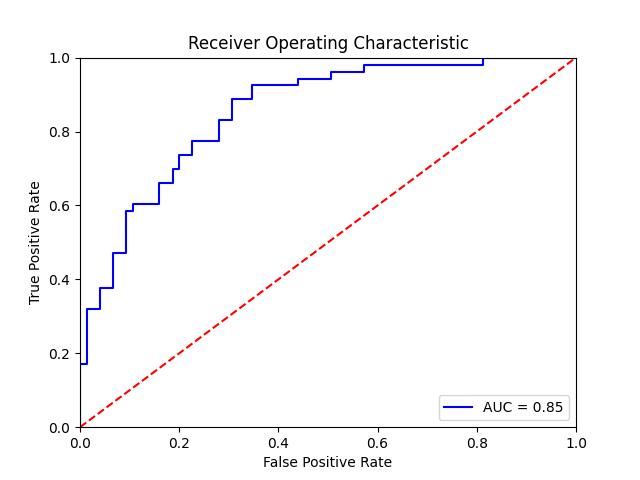 Receiver Operating Characteristic
1.0
0.8
0.6
0.4
0.2
0.0
True Positive Rate
AUC = 0.85
0.0 0.2 0.4 0.6 0.8 1.0
False Positive Rate